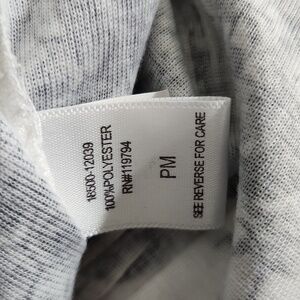 18500-12039
100%POLYESTER
RN#119794
PM
SEE REVERSE FOR CARE